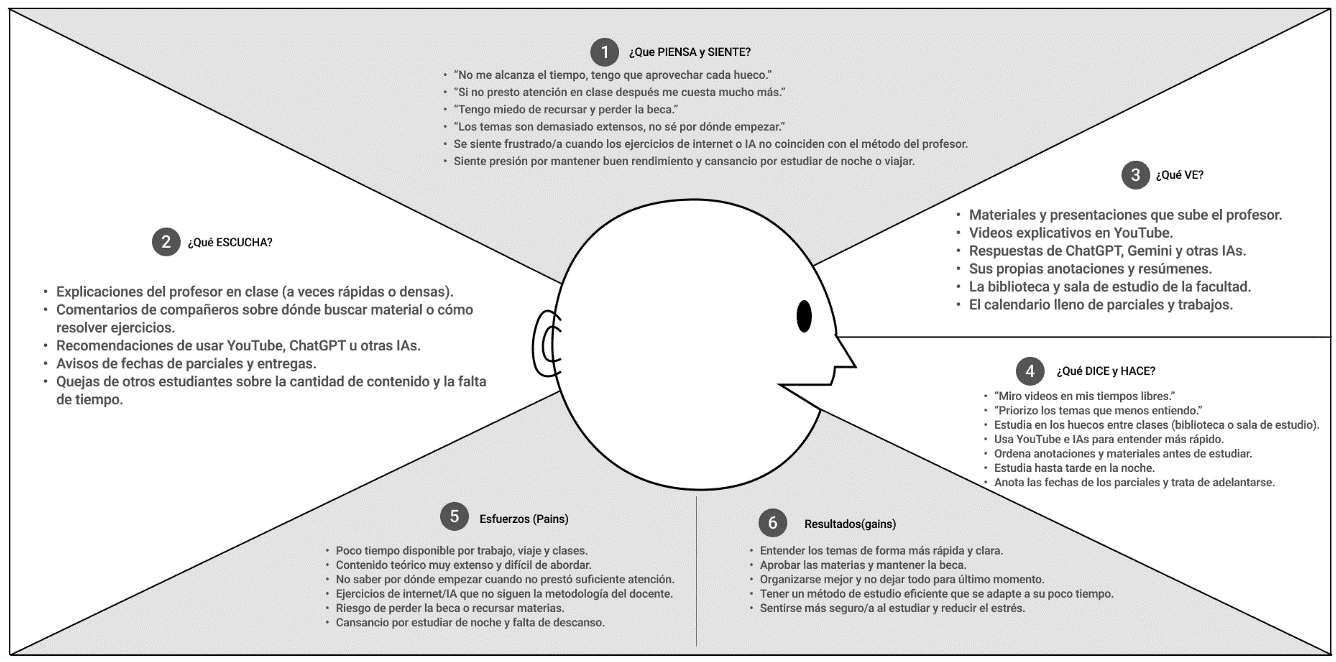 1 ¿Que PIENSA y SIENTE?
• “No me alcanza el tiempo, tengo que aprovechar cada hueco.”
• “Si no presto atención en clase después me cuesta mucho más.”
• “Tengo miedo de recursar y perder la beca.”
• “Los temas son demasiado extensos, no sé por dónde empezar.”
• Se siente frustrado/a cuando los ejercicios de internet o IA no coinciden con el método del profesor.
• Siente presión por mantener buen rendimiento y cansancio por estudiar de noche o viajar.
2 ¿Qué ESCUCHA?
• Explicaciones del profesor en clase (a veces rápidas o densas).
• Comentarios de compañeros sobre dónde buscar material o cómo
resolver ejercicios.
• Recomendaciones de usar YouTube, ChatGPT u otras IAs.
• Avisos de fechas de parciales y entregas.
• Quejas de otros estudiantes sobre la cantidad de contenido y la falta
de tiempo.
3 ¿Qué VE?
• Materiales y presentaciones que sube el profesor.
• Videos explicativos en YouTube.
• Respuestas de ChatGPT, Gemini y otras IAs.
• Sus propias anotaciones y resúmenes.
• La biblioteca y sala de estudio de la facultad.
• El calendario lleno de parciales y trabajos.
4 ¿Qué DICE y HACE?
• “Miro videos en mis tiempos libres.”
• “Priorizo los temas que menos entiendo.”
• Estudia en los huecos entre clases (biblioteca o sala de estudio).
• Usa YouTube e IAs para entender más rápido.
• Ordena anotaciones y materiales antes de estudiar.
• Estudia hasta tarde en la noche.
• Anota las fechas de los parciales y trata de adelantarse.
5 Esfuerzos (Pains)
• Poco tiempo disponible por trabajo, viaje y clases.
• Contenido teórico muy extenso y difícil de abordar.
• No saber por dónde empezar cuando no prestó suficiente atención.
• Ejercicios de internet/IA que no siguen la metodología del docente.
• Riesgo de perder la beca o recursar materias.
• Cansancio por estudiar de noche y falta de descanso.
6 Resultados(gains)
• Entender los temas de forma más rápida y clara.
• Aprobar las materias y mantener la beca.
• Organizarse mejor y no dejar todo para último momento.
• Tener un método de estudio eficiente que se adapte a su poco tiempo.
• Sentirse más seguro/a al estudiar y reducir el estrés.